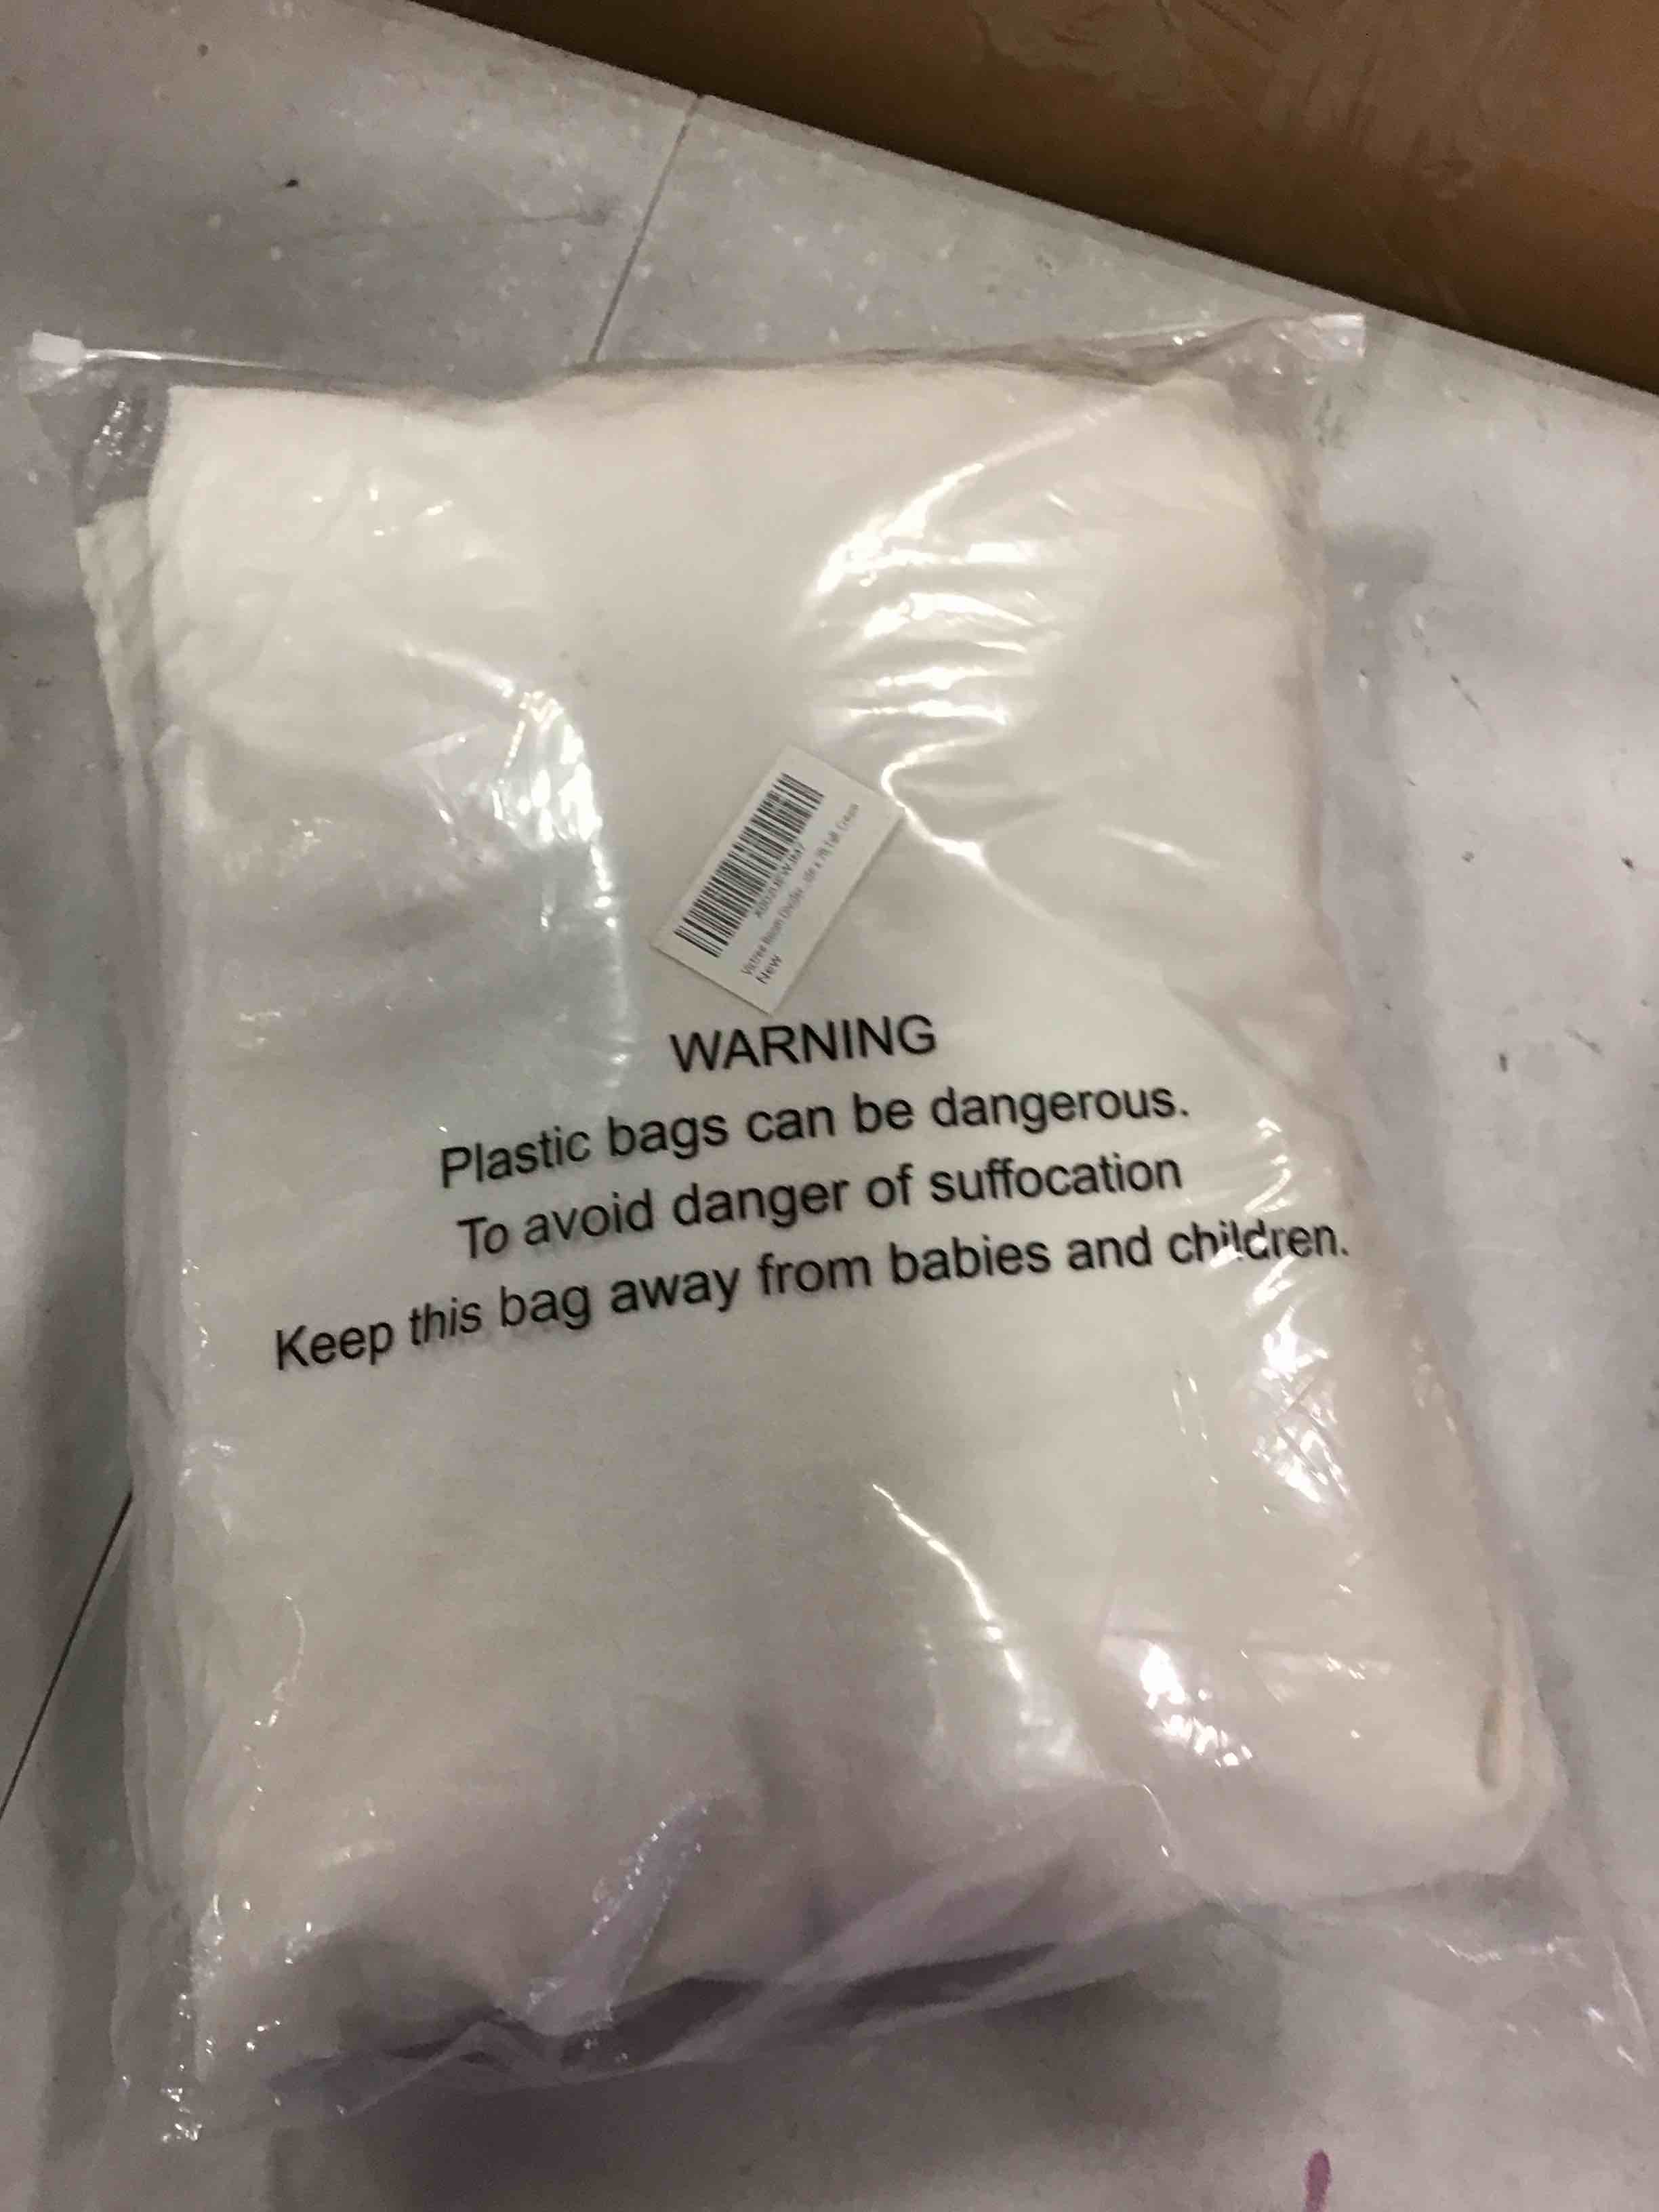 New
WARNING
Plastic bags can be dangerous.
To avoid danger of suffocation
Keep this bag away from babies and children.